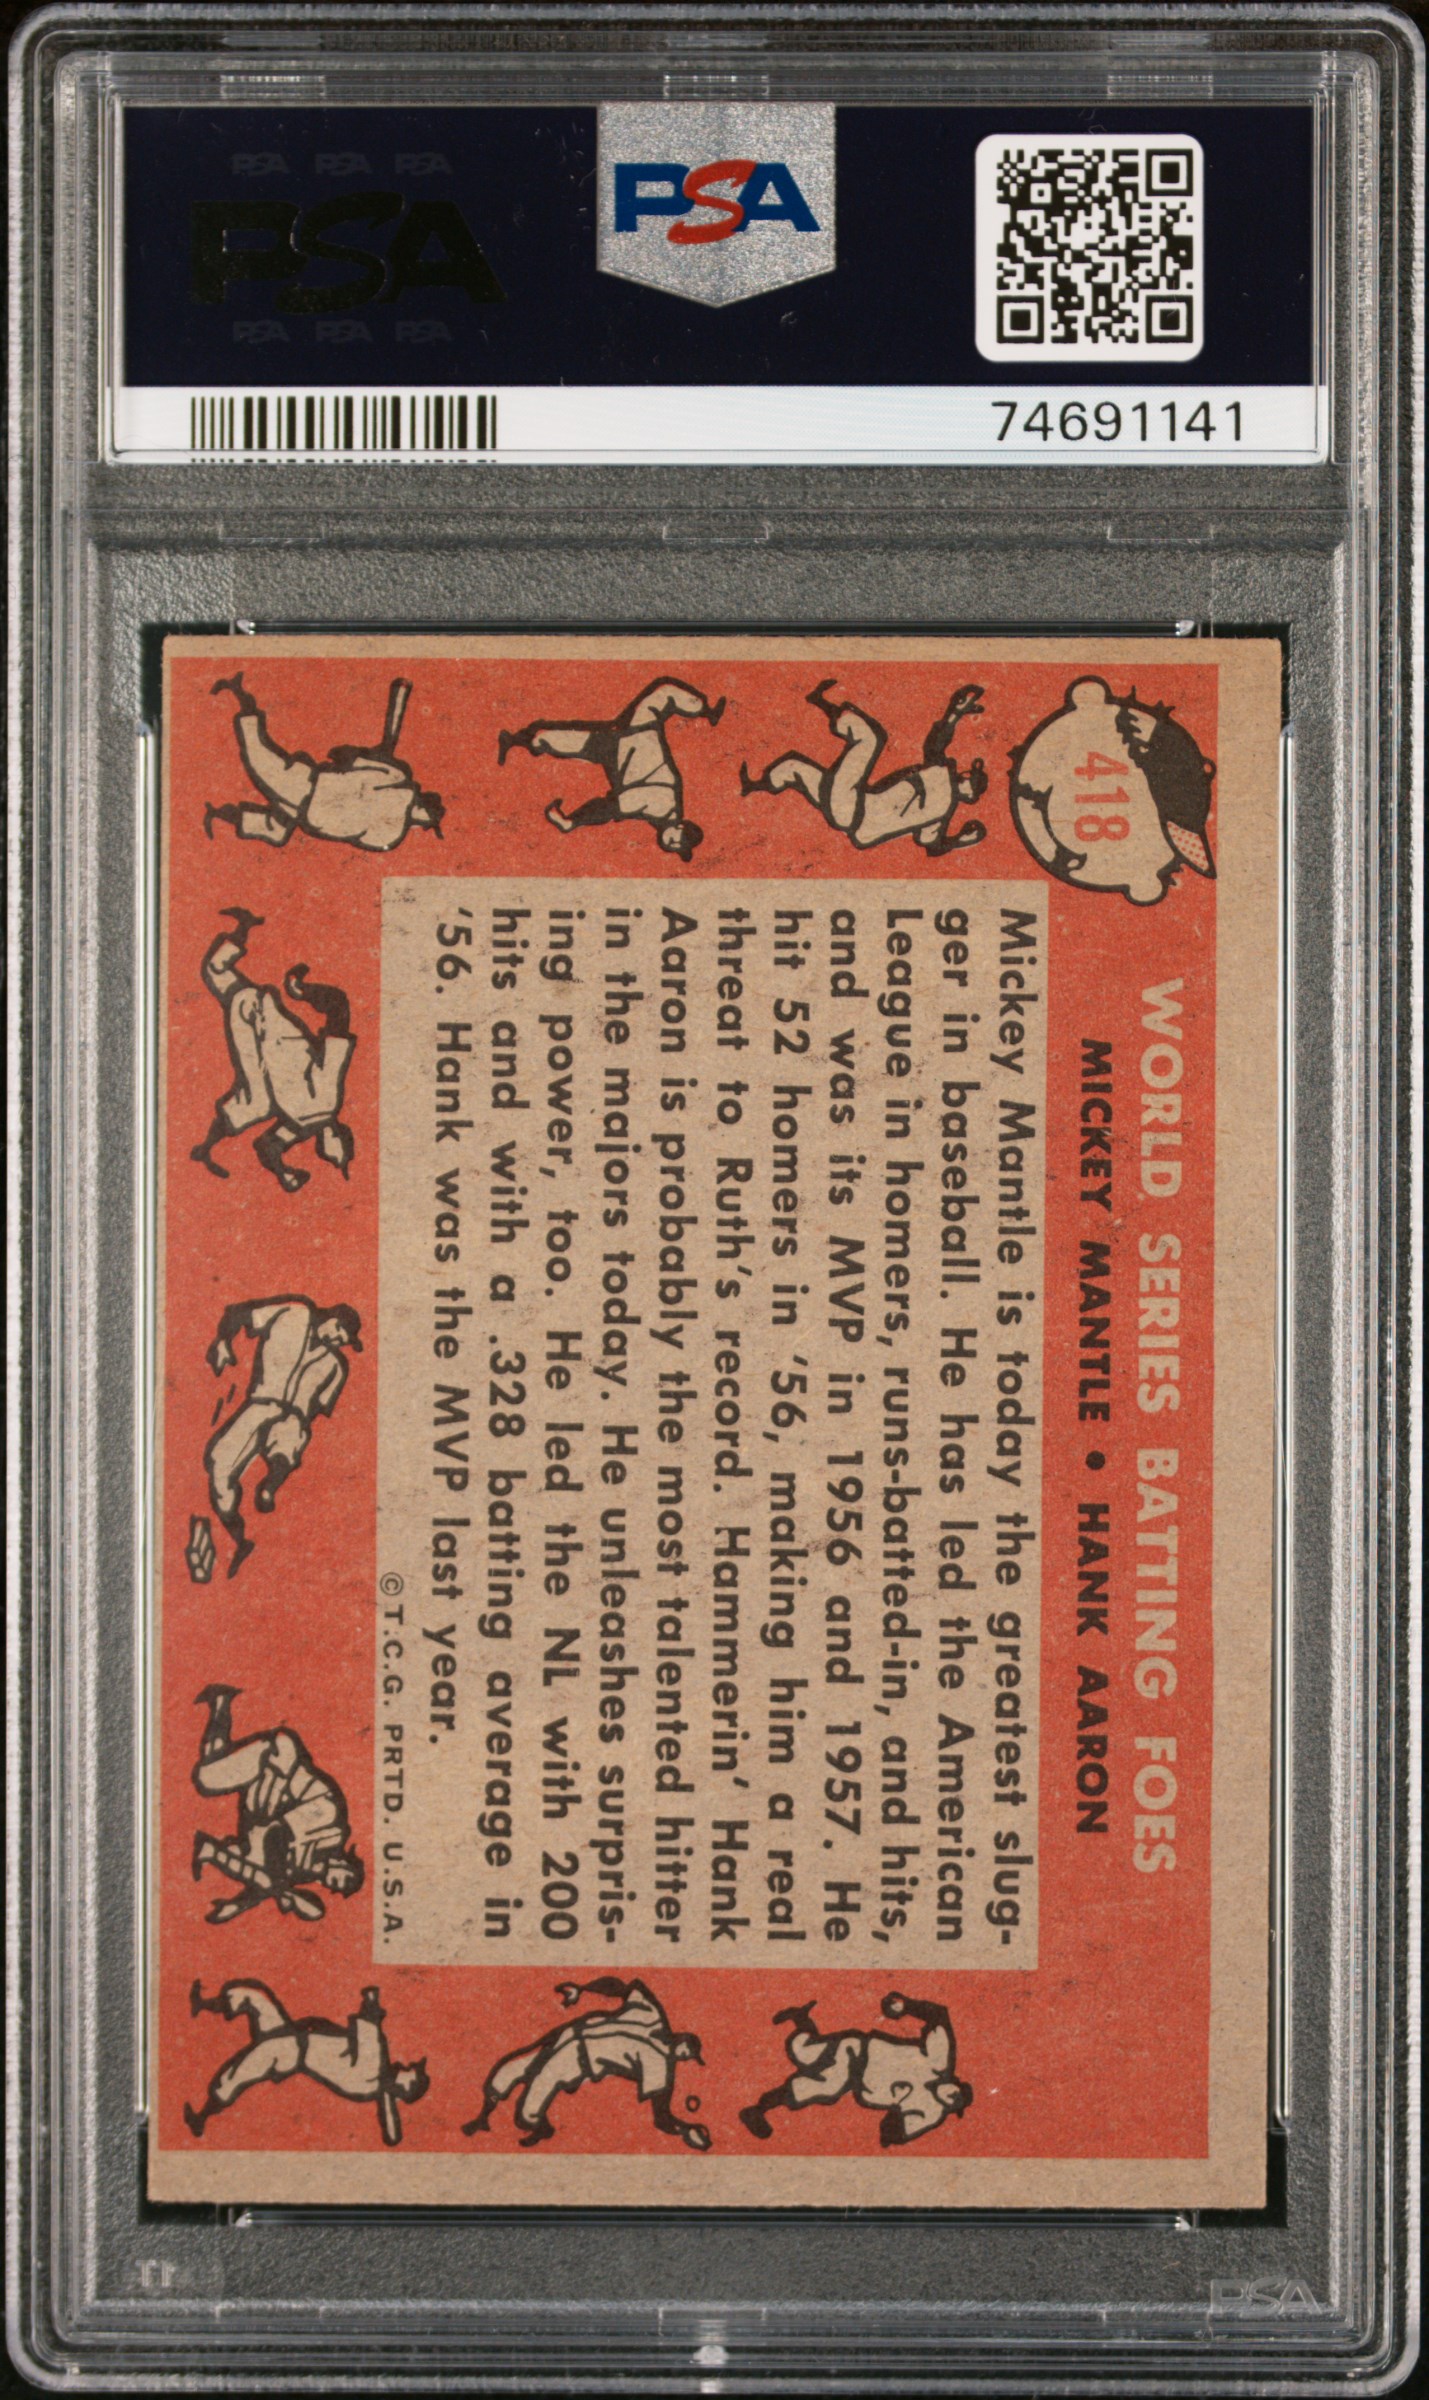 PSA PSA PSA
PSA
PSA PSA PSA
PSA
74691141
418
WORLD SERIES BATTING FOES
MICKEY MANTLE • HANK AARON
Mickey Mantle is today the greatest slug-
ger in baseball. He has led the American
League in homers, runs-batted-in, and hits,
and was its MVP in 1956 and 1957. He
hit 52 homers in '56, making him a real
threat to Ruth's record. Hammerin' Hank
Aaron is probably the most talented hitter
in the majors today. He unleashes surpris-
ing power, too. He led the NL with 200
hits and with a .328 batting average in
'56. Hank was the MVP last year.
©T.C.G. PRTD. U.S.A.
PSA